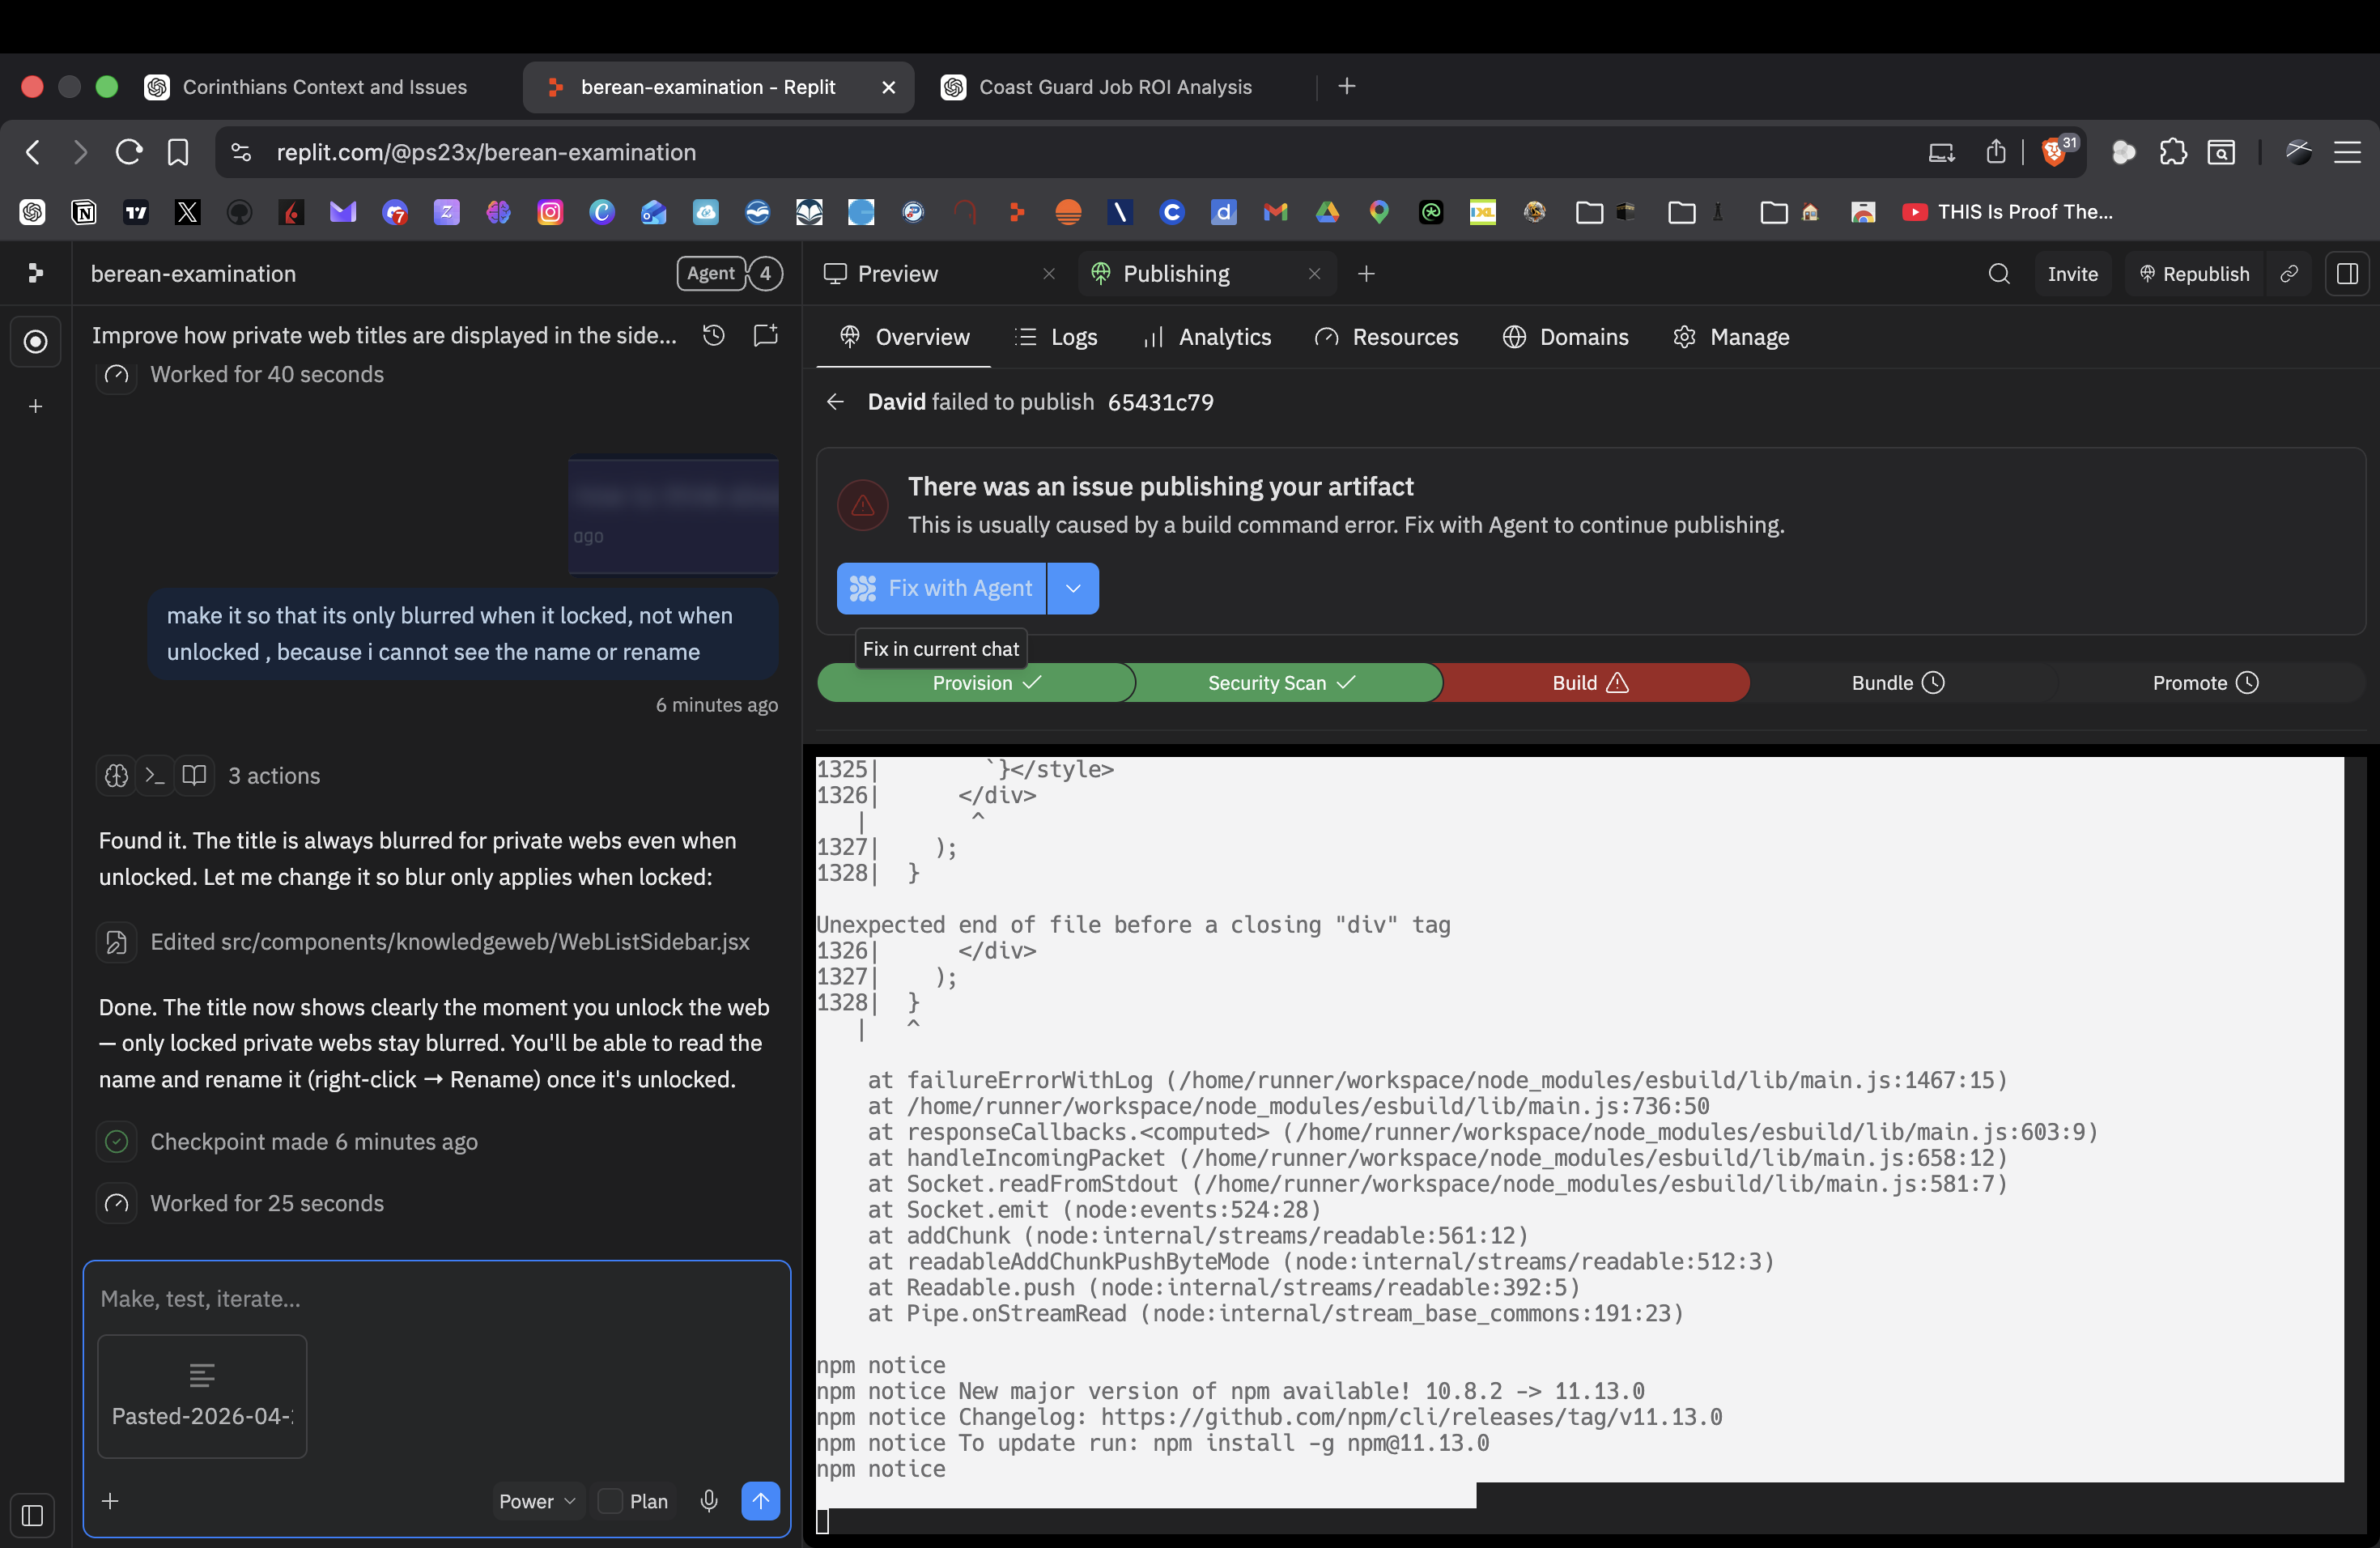 Corinthians Context and Issues
berean-examination - Replit
Coast Guard Job ROI Analysis
replit.com/@ps23x/berean-examination
31
THIS Is Proof The...
berean-examination
Agent 4
Improve how private web titles are displayed in the side...
Worked for 40 seconds
ago
make it so that its only blurred when it locked, not when
unlocked , because i cannot see the name or rename
6 minutes ago
3 actions
Found it. The title is always blurred for private webs even when
unlocked. Let me change it so blur only applies when locked:
Edited src/components/knowledgeweb/WebListSidebar.jsx
Done. The title now shows clearly the moment you unlock the web
— only locked private webs stay blurred. You'll be able to read the
name and rename it (right-click → Rename) once it's unlocked.
Checkpoint made 6 minutes ago
Worked for 25 seconds
Make, test, iterate...
Pasted-2026-04-
Power
Plan
Preview
Publishing
Invite
Republish
Overview
Logs
Analytics
Resources
Domains
Manage
David failed to publish 65431c79
There was an issue publishing your artifact
This is usually caused by a build command error. Fix with Agent to continue publishing.
Fix with Agent
Fix in current chat
Provision
Security Scan
Build
Bundle
Promote
1325|        `}</style>
1326|      </div>
|        ^
1327|    );
1328|  }
Unexpected end of file before a closing "div" tag
1326|      </div>
1327|    );
1328|  }
|   ^
at failureErrorWithLog (/home/runner/workspace/node_modules/esbuild/lib/main.js:1467:15)
at /home/runner/workspace/node_modules/esbuild/lib/main.js:736:50
at responseCallbacks.<computed> (/home/runner/workspace/node_modules/esbuild/lib/main.js:603:9)
at handleIncomingPacket (/home/runner/workspace/node_modules/esbuild/lib/main.js:658:12)
at Socket.readFromStdout (/home/runner/workspace/node_modules/esbuild/lib/main.js:581:7)
at Socket.emit (node:events:524:28)
at addChunk (node:internal/streams/readable:561:12)
at readableAddChunkPushByteMode (node:internal/streams/readable:512:3)
at Readable.push (node:internal/streams/readable:392:5)
at Pipe.onStreamRead (node:internal/stream_base_commons:191:23)
npm notice
npm notice New major version of npm available! 10.8.2 -> 11.13.0
npm notice Changelog: https://github.com/npm/cli/releases/tag/v11.13.0
npm notice To update run: npm install -g npm@11.13.0
npm notice